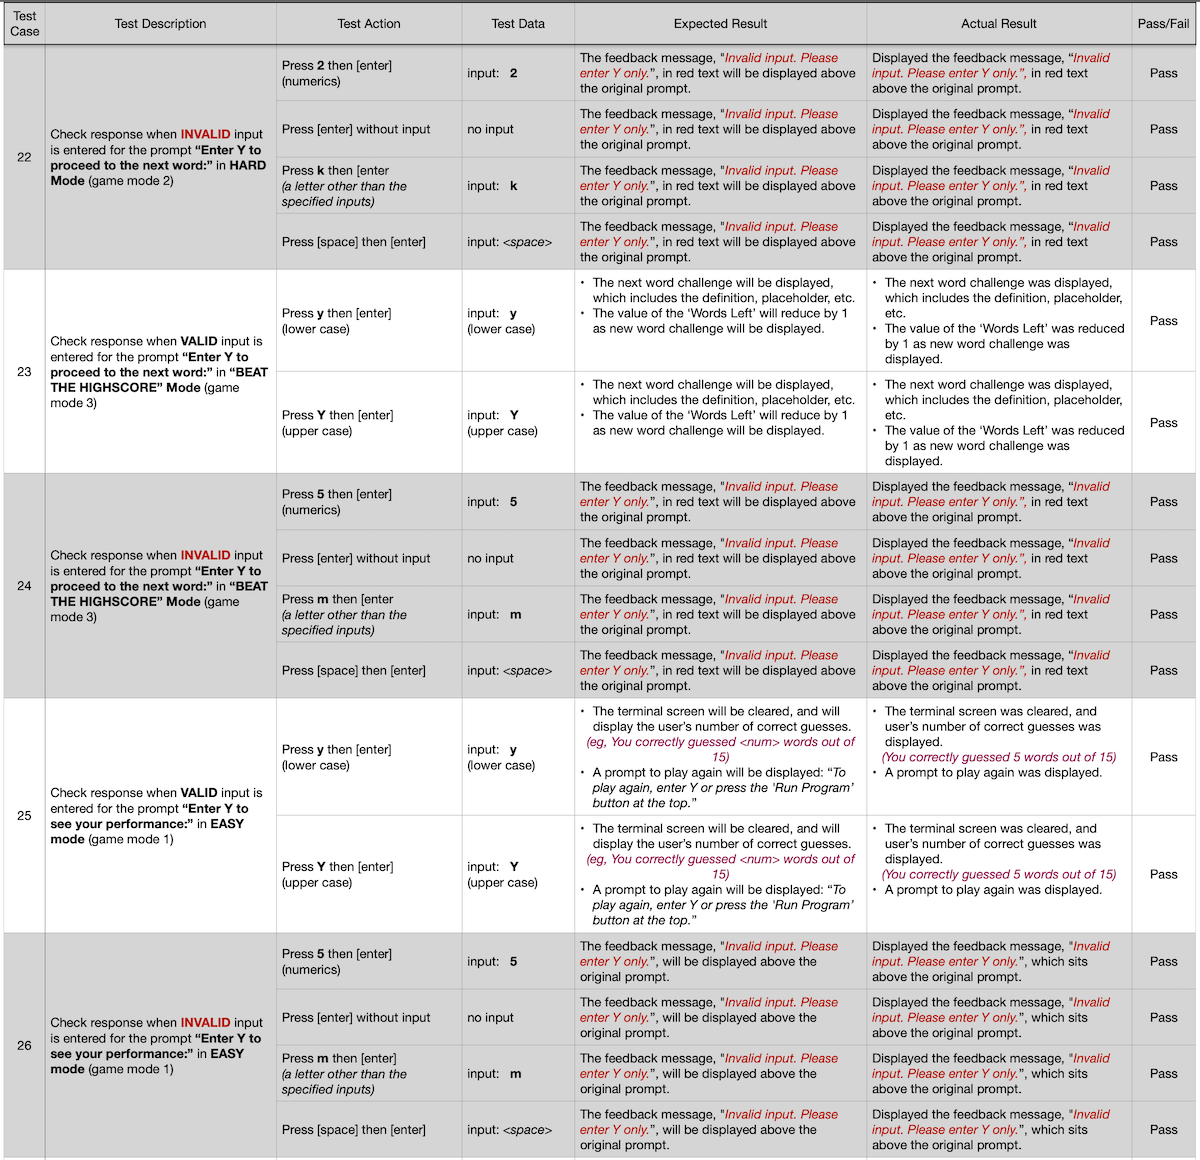 Test Case
Test Description
Test Action
Test Data
Expected Result
Actual Result
Pass/Fail
22
Check response when INVALID input
is entered for the prompt “Enter Y to
proceed to the next word:” in HARD
Mode (game mode 2)
Press 2 then [enter]
(numerics)
input: 2
The feedback message, "Invalid input. Please
enter Y only.”, in red text will be displayed above
the original prompt.
Displayed the feedback message, “Invalid
input. Please enter Y only.”, in red text
above the original prompt.
Pass
Press [enter] without input
no input
The feedback message, "Invalid input. Please
enter Y only.”, in red text will be displayed above
the original prompt.
Displayed the feedback message, “Invalid
input. Please enter Y only.”, in red text
above the original prompt.
Pass
Press k then [enter
(a letter other than the
specified inputs)
input: k
The feedback message, "Invalid input. Please
enter Y only.”, in red text will be displayed above
the original prompt.
Displayed the feedback message, “Invalid
input. Please enter Y only.”, in red text
above the original prompt.
Pass
Press [space] then [enter]
input: <space>
The feedback message, "Invalid input. Please
enter Y only.”, in red text will be displayed above
the original prompt.
Displayed the feedback message, “Invalid
input. Please enter Y only.”, in red text
above the original prompt.
Pass
23
Check response when VALID input is
entered for the prompt “Enter Y to
proceed to the next word:” in “BEAT
THE HIGHSCORE” Mode (game
mode 3)
Press y then [enter]
(lower case)
input: y
(lower case)
• The next word challenge will be displayed,
which includes the definition, placeholder, etc.
• The value of the ‘Words Left’ will reduce by 1
as new word challenge will be displayed.
• The next word challenge was displayed,
which includes the definition, placeholder,
etc.
• The value of the ‘Words Left’ was reduced
by 1 as new word challenge was
displayed.
Pass
Press Y then [enter]
(upper case)
input: Y
(upper case)
• The next word challenge will be displayed,
which includes the definition, placeholder, etc.
• The value of the ‘Words Left’ will reduce by 1
as new word challenge will be displayed.
• The next word challenge was displayed,
which includes the definition, placeholder,
etc.
• The value of the ‘Words Left’ was reduced
by 1 as new word challenge was
displayed.
Pass
24
Check response when INVALID input
is entered for the prompt “Enter Y to
proceed to the next word:” in “BEAT
THE HIGHSCORE” Mode (game
mode 3)
Press 5 then [enter]
(numerics)
input: 5
The feedback message, "Invalid input. Please
enter Y only.”, in red text will be displayed above
the original prompt.
Displayed the feedback message, “Invalid
input. Please enter Y only.”, in red text
above the original prompt.
Pass
Press [enter] without input
no input
The feedback message, "Invalid input. Please
enter Y only.”, in red text will be displayed above
the original prompt.
Displayed the feedback message, “Invalid
input. Please enter Y only.”, in red text
above the original prompt.
Pass
Press m then [enter
(a letter other than the
specified inputs)
input: m
The feedback message, "Invalid input. Please
enter Y only.”, in red text will be displayed above
the original prompt.
Displayed the feedback message, “Invalid
input. Please enter Y only.”, in red text
above the original prompt.
Pass
Press [space] then [enter]
input: <space>
The feedback message, "Invalid input. Please
enter Y only.”, in red text will be displayed above
the original prompt.
Displayed the feedback message, “Invalid
input. Please enter Y only.”, in red text
above the original prompt.
Pass
25
Check response when VALID input is
entered for the prompt “Enter Y to
see your performance:” in EASY
mode (game mode 1)
Press y then [enter]
(lower case)
input: y
(lower case)
• The terminal screen will be cleared, and will
display the user’s number of correct guesses.
(eg, You correctly guessed <num> words out of
15)
• A prompt to play again will be displayed: “To
play again, enter Y or press the ‘Run Program’
button at the top.”
• The terminal screen was cleared, and
user’s number of correct guesses was
displayed.
(You correctly guessed 5 words out of 15)
• A prompt to play again was displayed.
Pass
Press Y then [enter]
(upper case)
input: Y
(upper case)
• The terminal screen will be cleared, and will
display the user’s number of correct guesses.
(eg, You correctly guessed <num> words out of
15)
• A prompt to play again will be displayed: “To
play again, enter Y or press the ‘Run Program’
button at the top.”
• The terminal screen was cleared, and
user’s number of correct guesses was
displayed.
(You correctly guessed 5 words out of 15)
• A prompt to play again was displayed.
Pass
26
Check response when INVALID input
is entered for the prompt “Enter Y to
see your performance:” in EASY
mode (game mode 1)
Press 5 then [enter]
(numerics)
input: 5
The feedback message, "Invalid input. Please
enter Y only.”, will be displayed above the
original prompt.
Displayed the feedback message, "Invalid
input. Please enter Y only.”, which sits
above the original prompt.
Pass
Press [enter] without input
no input
The feedback message, "Invalid input. Please
enter Y only.”, will be displayed above the
original prompt.
Displayed the feedback message, "Invalid
input. Please enter Y only.”, which sits
above the original prompt.
Pass
Press m then [enter]
(a letter other than the
specified inputs)
input: m
The feedback message, "Invalid input. Please
enter Y only.”, will be displayed above the
original prompt.
Displayed the feedback message, "Invalid
input. Please enter Y only.”, which sits
above the original prompt.
Pass
Press [space] then [enter]
input: <space>
The feedback message, "Invalid input. Please
enter Y only.”, will be displayed above the
original prompt.
Displayed the feedback message, "Invalid
input. Please enter Y only.”, which sits
above the original prompt.
Pass